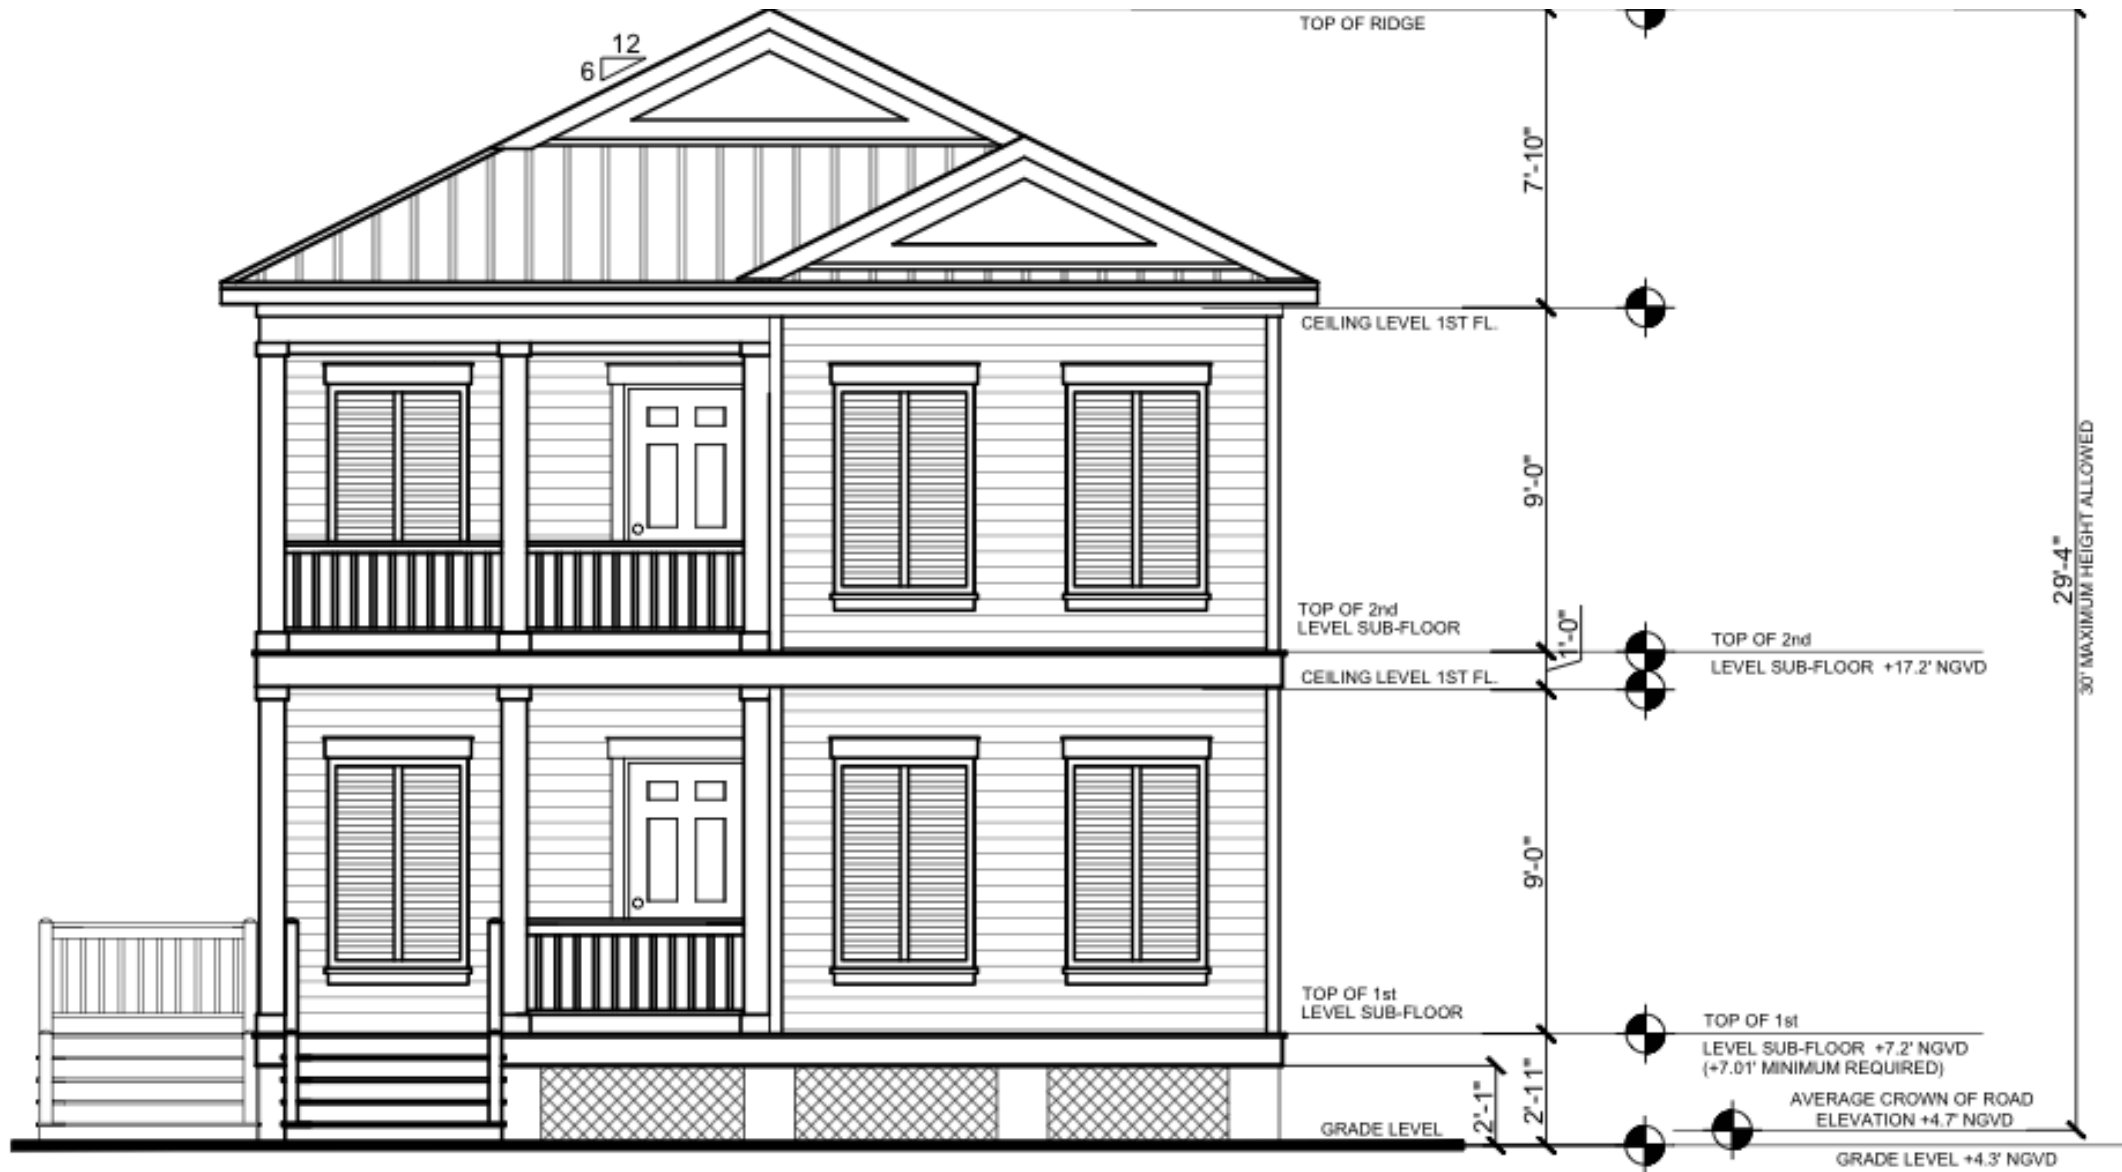 TOP OF RIDGE
12
6
7'-10"
CEILING LEVEL 1ST FL.
9'-0"
TOP OF 2nd
LEVEL SUB-FLOOR
1'-0"
TOP OF 2nd
LEVEL SUB-FLOOR +17.2' NGVD
CEILING LEVEL 1ST FL.
29'-4"
30' MAXIMUM HEIGHT ALLOWED
9'-0"
TOP OF 1st
LEVEL SUB-FLOOR
TOP OF 1st
LEVEL SUB-FLOOR +7.2' NGVD
(+7.01' MINIMUM REQUIRED)
2'-1"
2'-11"
AVERAGE CROWN OF ROAD
ELEVATION +4.7' NGVD
GRADE LEVEL
GRADE LEVEL +4.3' NGVD